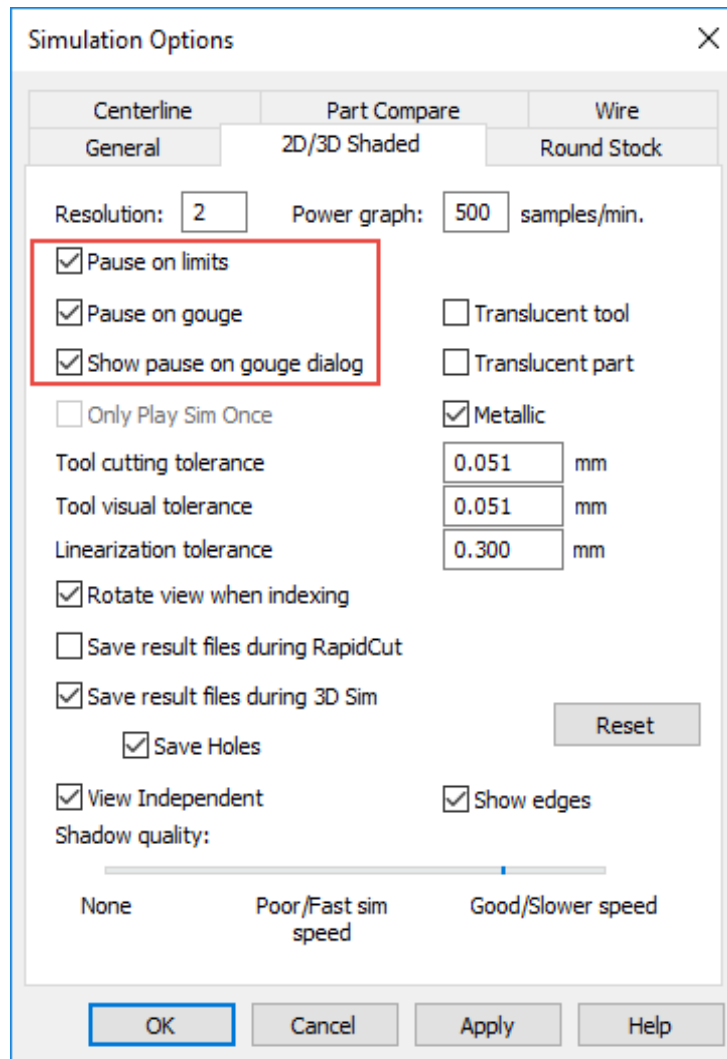 Simulation Options
Centerline Part Compare Wire
General 2D/3D Shaded Round Stock
Resolution: 2 Power graph: 500 samples/min.
Pause on limits
Pause on gouge Translucent tool
Show pause on gouge dialog Translucent part
Only Play Sim Once Metallic
Tool cutting tolerance 0.051 mm
Tool visual tolerance 0.051 mm
Linearization tolerance 0.300 mm
Rotate view when indexing
Save result files during RapidCut
Save result files during 3D Sim
Reset
Save Holes
View Independent Show edges
Shadow quality:
None Poor/Fast sim speed Good/Slower speed
OK Cancel Apply Help